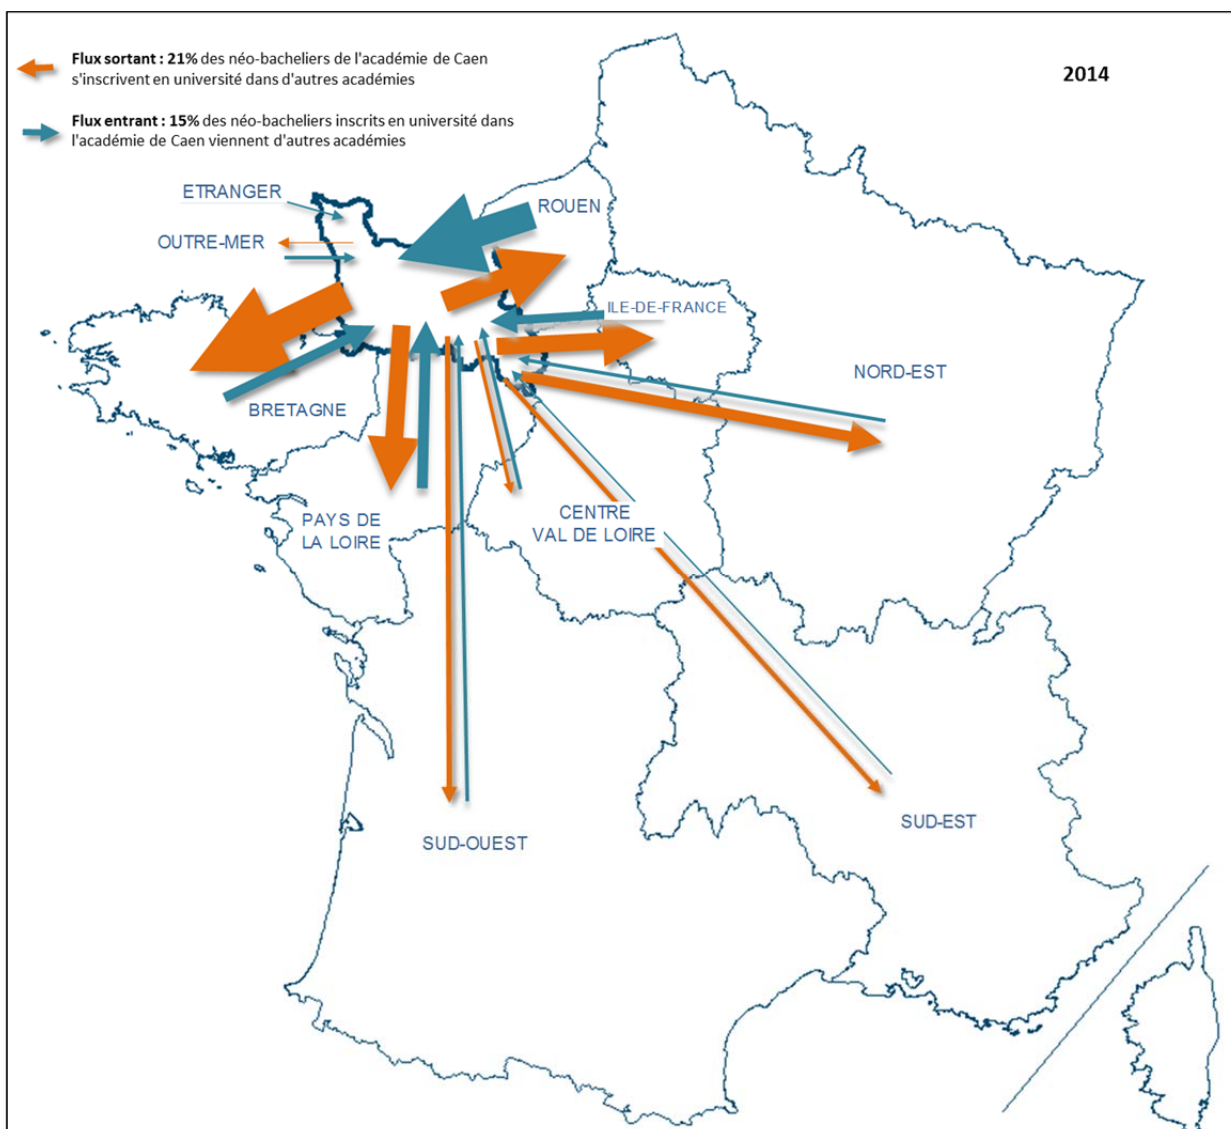 Flux sortant : 21% des néo-bacheliers de l'académie de Caen
s'inscrivent en université dans d'autres académies
2014
Flux entrant : 15% des néo-bacheliers inscrits en université dans
l'académie de Caen viennent d'autres académies
ETRANGER
ROUEN
OUTRE-MER
ILE-DE-FRANCE
NORD-EST
BRETAGNE
PAYS DE
LA LOIRE
CENTRE
VAL DE LOIRE
SUD-OUEST
SUD-EST